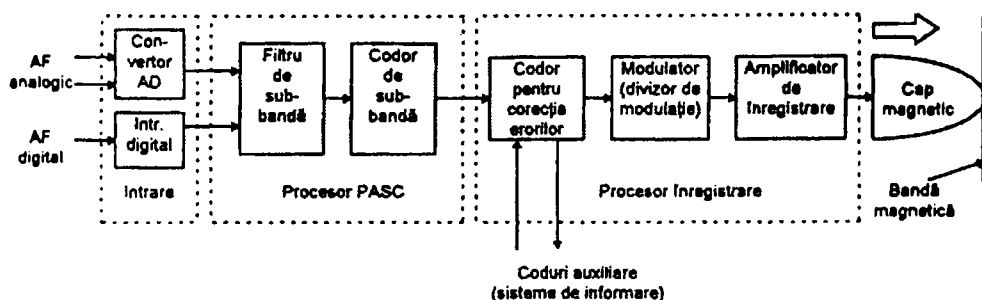 AF
analogic
Con-
vertor
AD
AF
digital
Intr.
digital
Intrare
Filtru
de
sub-
bandă
Codor
de
sub-
bandă
Procesor PASC
Codor
pentru
corecția
erorilor
Modulator
(divizor de
modulație)
Amplificator
de
înregistrare
Procesor înregistrare
Cap
magnetic
Bandă
magnetică
Coduri auxiliare
(sisteme de informare)